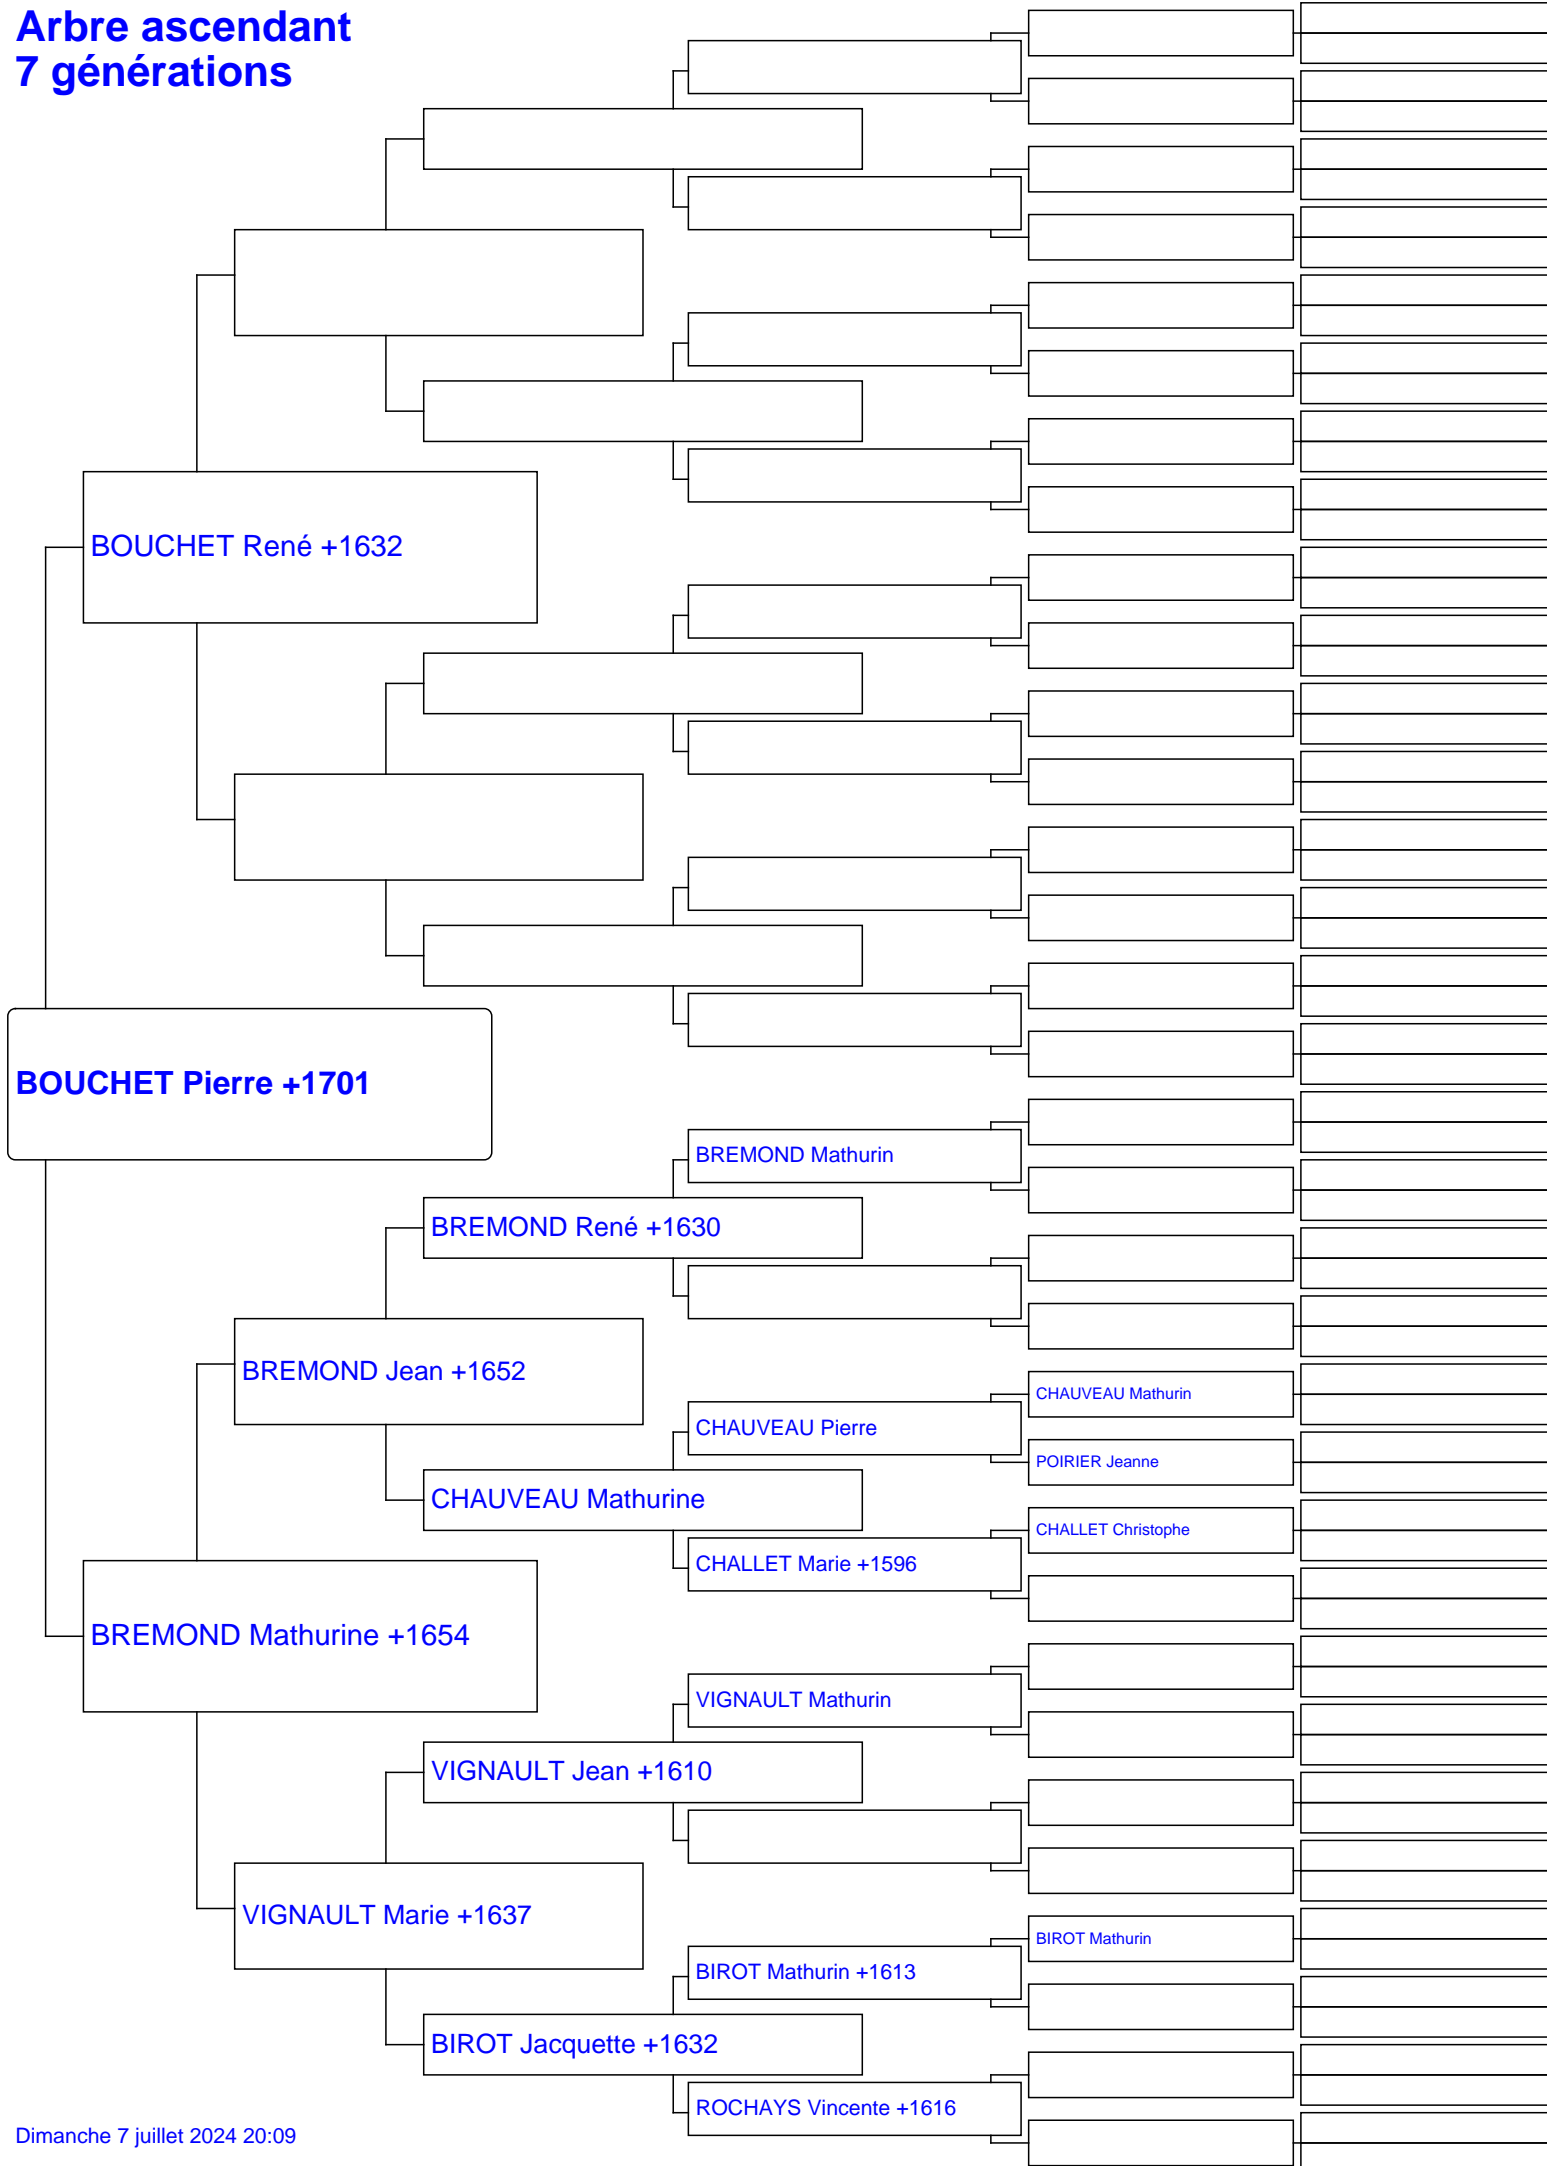 Arbre ascendant
7 générations
BOUCHET René +1632
BOUCHET Pierre +1701
BREMOND Mathurin
BREMOND René +1630
BREMOND Jean +1652
CHAUVEAU Mathurin
CHAUVEAU Pierre
POIRIER Jeanne
CHAUVEAU Mathurine
CHALLET Christophe
CHALLET Marie +1596
BREMOND Mathurine +1654
VIGNAULT Mathurin
VIGNAULT Jean +1610
VIGNAULT Marie +1637
BIROT Mathurin
BIROT Mathurin +1613
BIROT Jacquette +1632
ROCHAYS Vincente +1616
Dimanche 7 juillet 2024 20:09